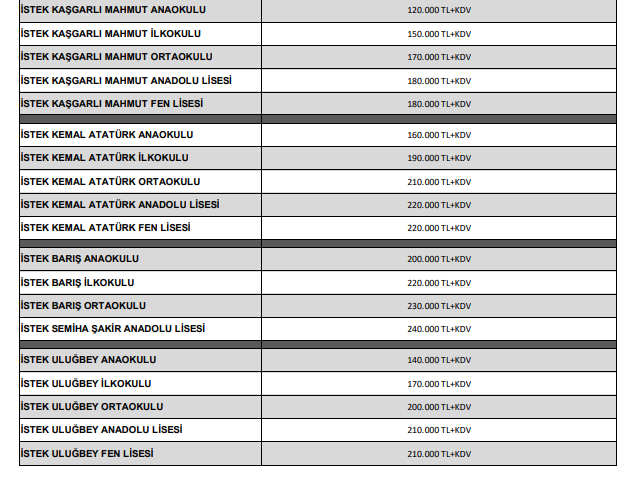 İSTEK KAŞGARLI MAHMUT ANAOKULU 120.000 TL+KDV
İSTEK KAŞGARLI MAHMUT İLKOKULU 150.000 TL+KDV
İSTEK KAŞGARLI MAHMUT ORTAOKULU 170.000 TL+KDV
İSTEK KAŞGARLI MAHMUT ANADOLU LİSESİ 180.000 TL+KDV
İSTEK KAŞGARLI MAHMUT FEN LİSESİ 180.000 TL+KDV
İSTEK KEMAL ATATÜRK ANAOKULU 160.000 TL+KDV
İSTEK KEMAL ATATÜRK İLKOKULU 190.000 TL+KDV
İSTEK KEMAL ATATÜRK ORTAOKULU 210.000 TL+KDV
İSTEK KEMAL ATATÜRK ANADOLU LİSESİ 220.000 TL+KDV
İSTEK KEMAL ATATÜRK FEN LİSESİ 220.000 TL+KDV
İSTEK BARIŞ ANAOKULU 200.000 TL+KDV
İSTEK BARIŞ İLKOKULU 220.000 TL+KDV
İSTEK BARIŞ ORTAOKULU 230.000 TL+KDV
İSTEK SEMİHA ŞAKİR ANADOLU LİSESİ 240.000 TL+KDV
İSTEK ULUĞBEY ANAOKULU 140.000 TL+KDV
İSTEK ULUĞBEY İLKOKULU 170.000 TL+KDV
İSTEK ULUĞBEY ORTAOKULU 200.000 TL+KDV
İSTEK ULUĞBEY ANADOLU LİSESİ 210.000 TL+KDV
İSTEK ULUĞBEY FEN LİSESİ 210.000 TL+KDV